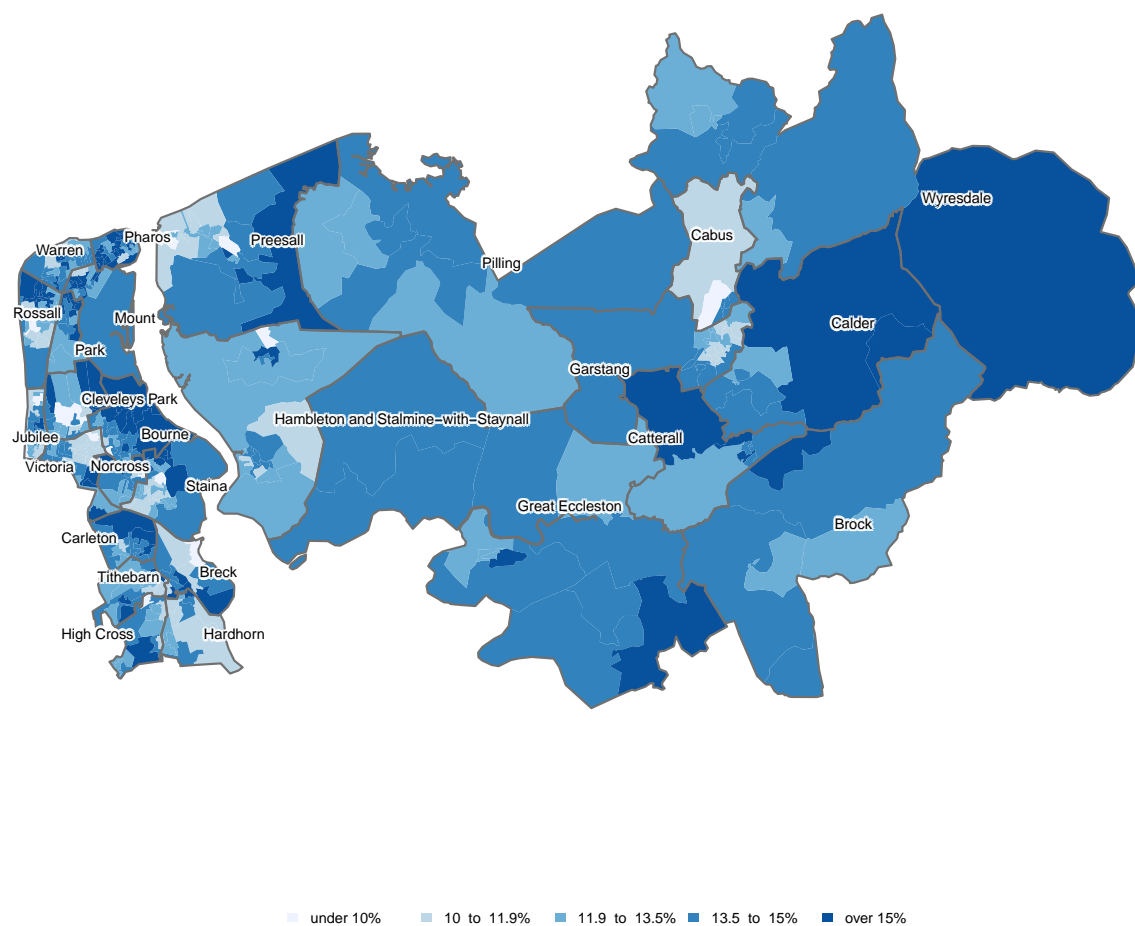 Wyresdale
Pharos
Cabus
Preesall
Warren
Pilling
Rossall
Mount
Calder
Park
Garstang
Cleveleys Park
Hambleton and Stalmine−with−Staynall
Jubilee
Bourne
Catterall
Victoria
Norcross
Staina
Great Eccleston
Brock
Carleton
Tithebarn
Breck
High Cross
Hardhorn
under 10% 10 to 11.9% 11.9 to 13.5% 13.5 to 15% over 15%